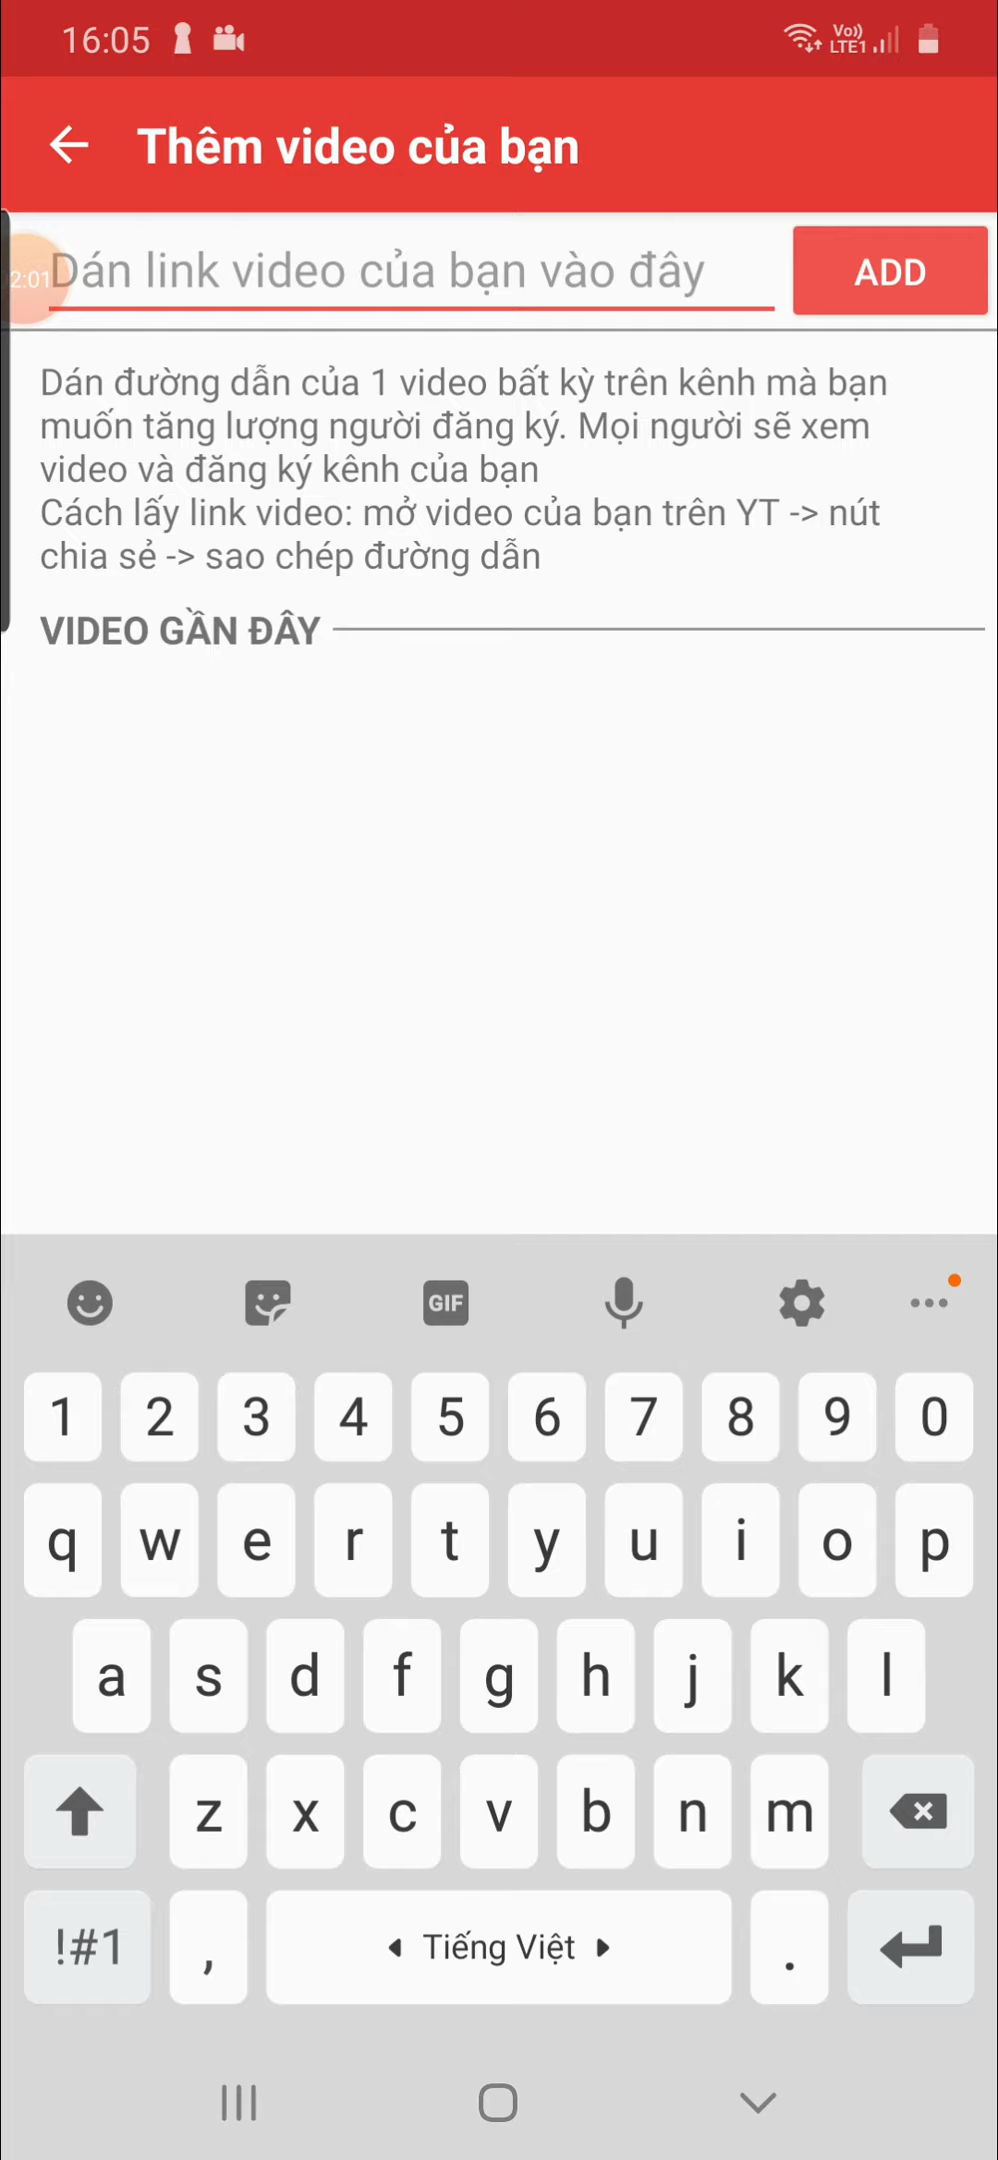 16:05
Vo))
LTE1
Thêm video của bạn
2:01
Dán link video của bạn vào đây
ADD
Dán đường dẫn của 1 video bất kỳ trên kênh mà bạn
muốn tăng lượng người đăng ký. Mọi người sẽ xem
video và đăng ký kênh của bạn
Cách lấy link video: mở video của bạn trên YT -> nút
chia sẻ -> sao chép đường dẫn
VIDEO GẦN ĐÂY
GIF
1 2 3 4 5 6 7 8 9 0
q w e r t y u i o p
a s d f g h j k l
z x c v b n m
!#1 , Tiếng Việt .